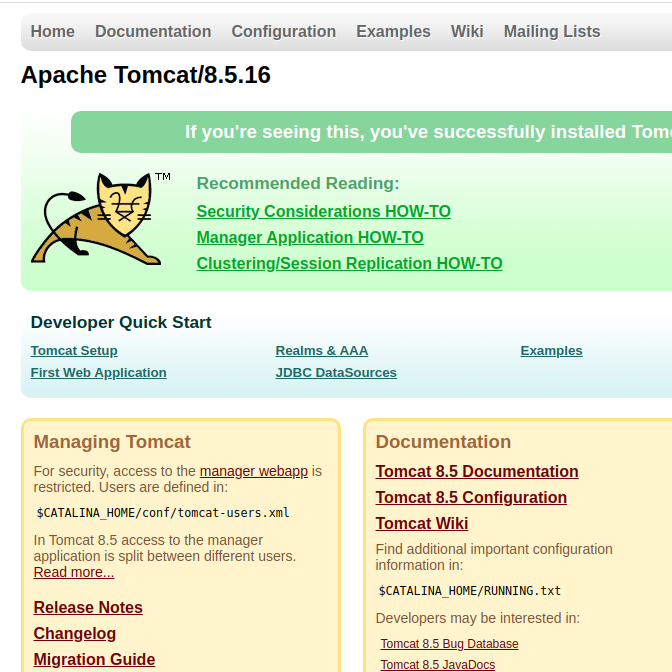 Home Documentation Configuration Examples Wiki Mailing Lists
Apache Tomcat/8.5.16
If you're seeing this, you've successfully installed
TM
Recommended Reading:
Security Considerations HOW-TO
Manager Application HOW-TO
Clustering/Session Replication HOW-TO
Developer Quick Start
Tomcat Setup
First Web Application
Realms & AAA
JDBC DataSources
Examples
Managing Tomcat
For security, access to the manager webapp is
restricted. Users are defined in:
$CATALINA_HOME/conf/tomcat-users.xml
In Tomcat 8.5 access to the manager
application is split between different users.
Read more...
Release Notes
Changelog
Migration Guide
Documentation
Tomcat 8.5 Documentation
Tomcat 8.5 Configuration
Tomcat Wiki
Find additional important configuration
information in:
$CATALINA_HOME/RUNNING.txt
Developers may be interested in:
Tomcat 8.5 Bug Database
Tomcat 8.5 JavaDocs